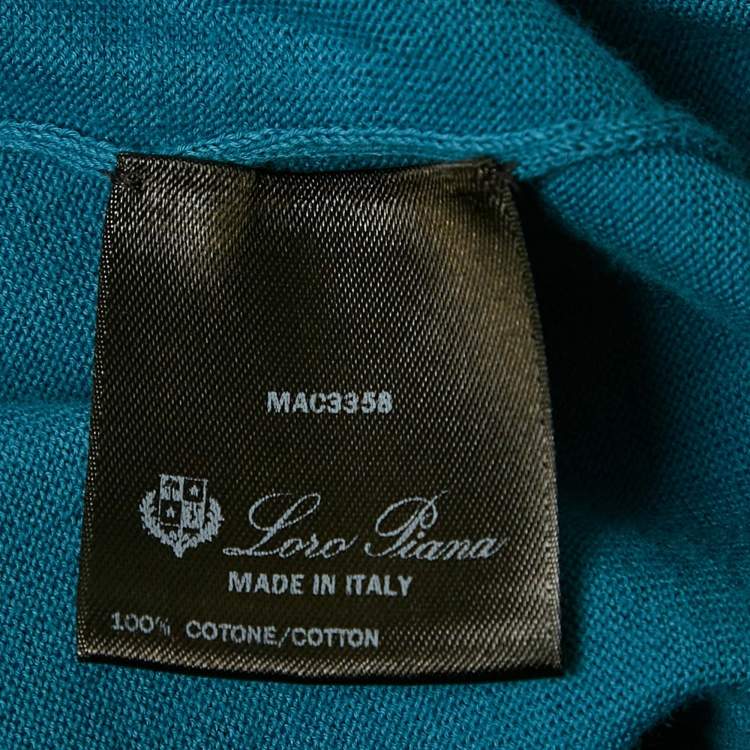 MAC3358
Loro Piana
MADE IN ITALY
100% COTONE/COTTON